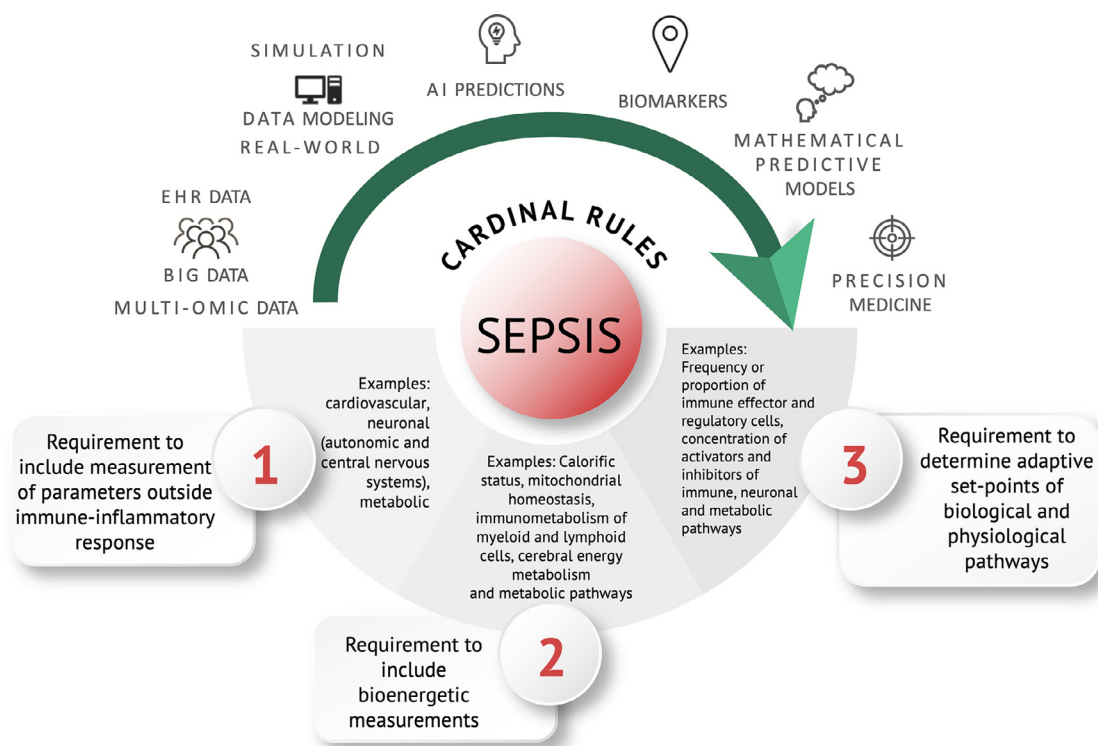 SIMULATION
DATA MODELING
REAL-WORLD
AI PREDICTIONS
BIOMARKERS
MATHEMATICAL
PREDICTIVE
MODELS
EHR DATA
BIG DATA
MULTI-OMIC DATA
PRECISION
MEDICINE
CARDINAL RULES
SEPSIS
Examples:
cardiovascular,
neuronal
(autonomic and
central nervous
systems),
metabolic
Examples: Calorific
status, mitochondrial
homeostasis,
immunometabolism of
myeloid and lymphoid
cells, cerebral energy
metabolism
and metabolic pathways
Examples:
Frequency or
proportion of
immune effector and
regulatory cells,
concentration of
activators and
inhibitors of
immune, neuronal
and metabolic
pathways
Requirement to
include measurement
of parameters outside
immune-inflammatory
response
1
Requirement to
include
bioenergetic
measurements
2
3
Requirement to
determine adaptive
set-points of
biological and
physiological
pathways